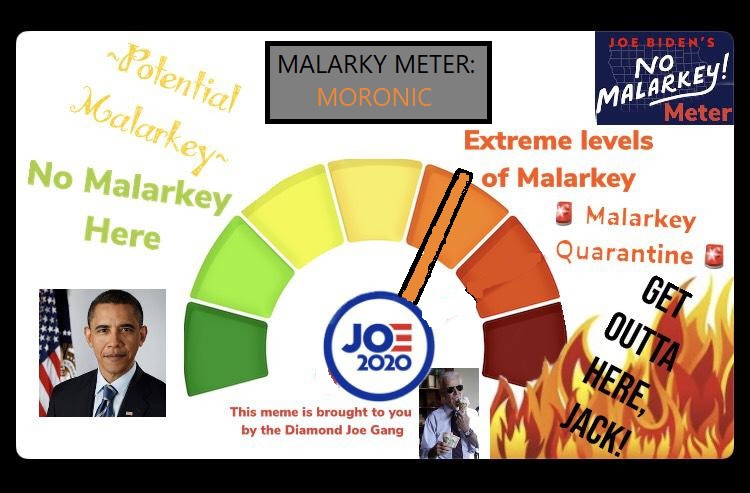 ~Potential
Malarkey~
No Malarkey
Here
MALARKY METER:
MORONIC
JOE BIDEN'S
NO
MALARKEY!
Meter
Extreme levels
of Malarkey
🚨 Malarkey
Quarantine 🚨
GET
OUTTA
HERE,
JACK!
JOE
2020
This meme is brought to you
by the Diamond Joe Gang